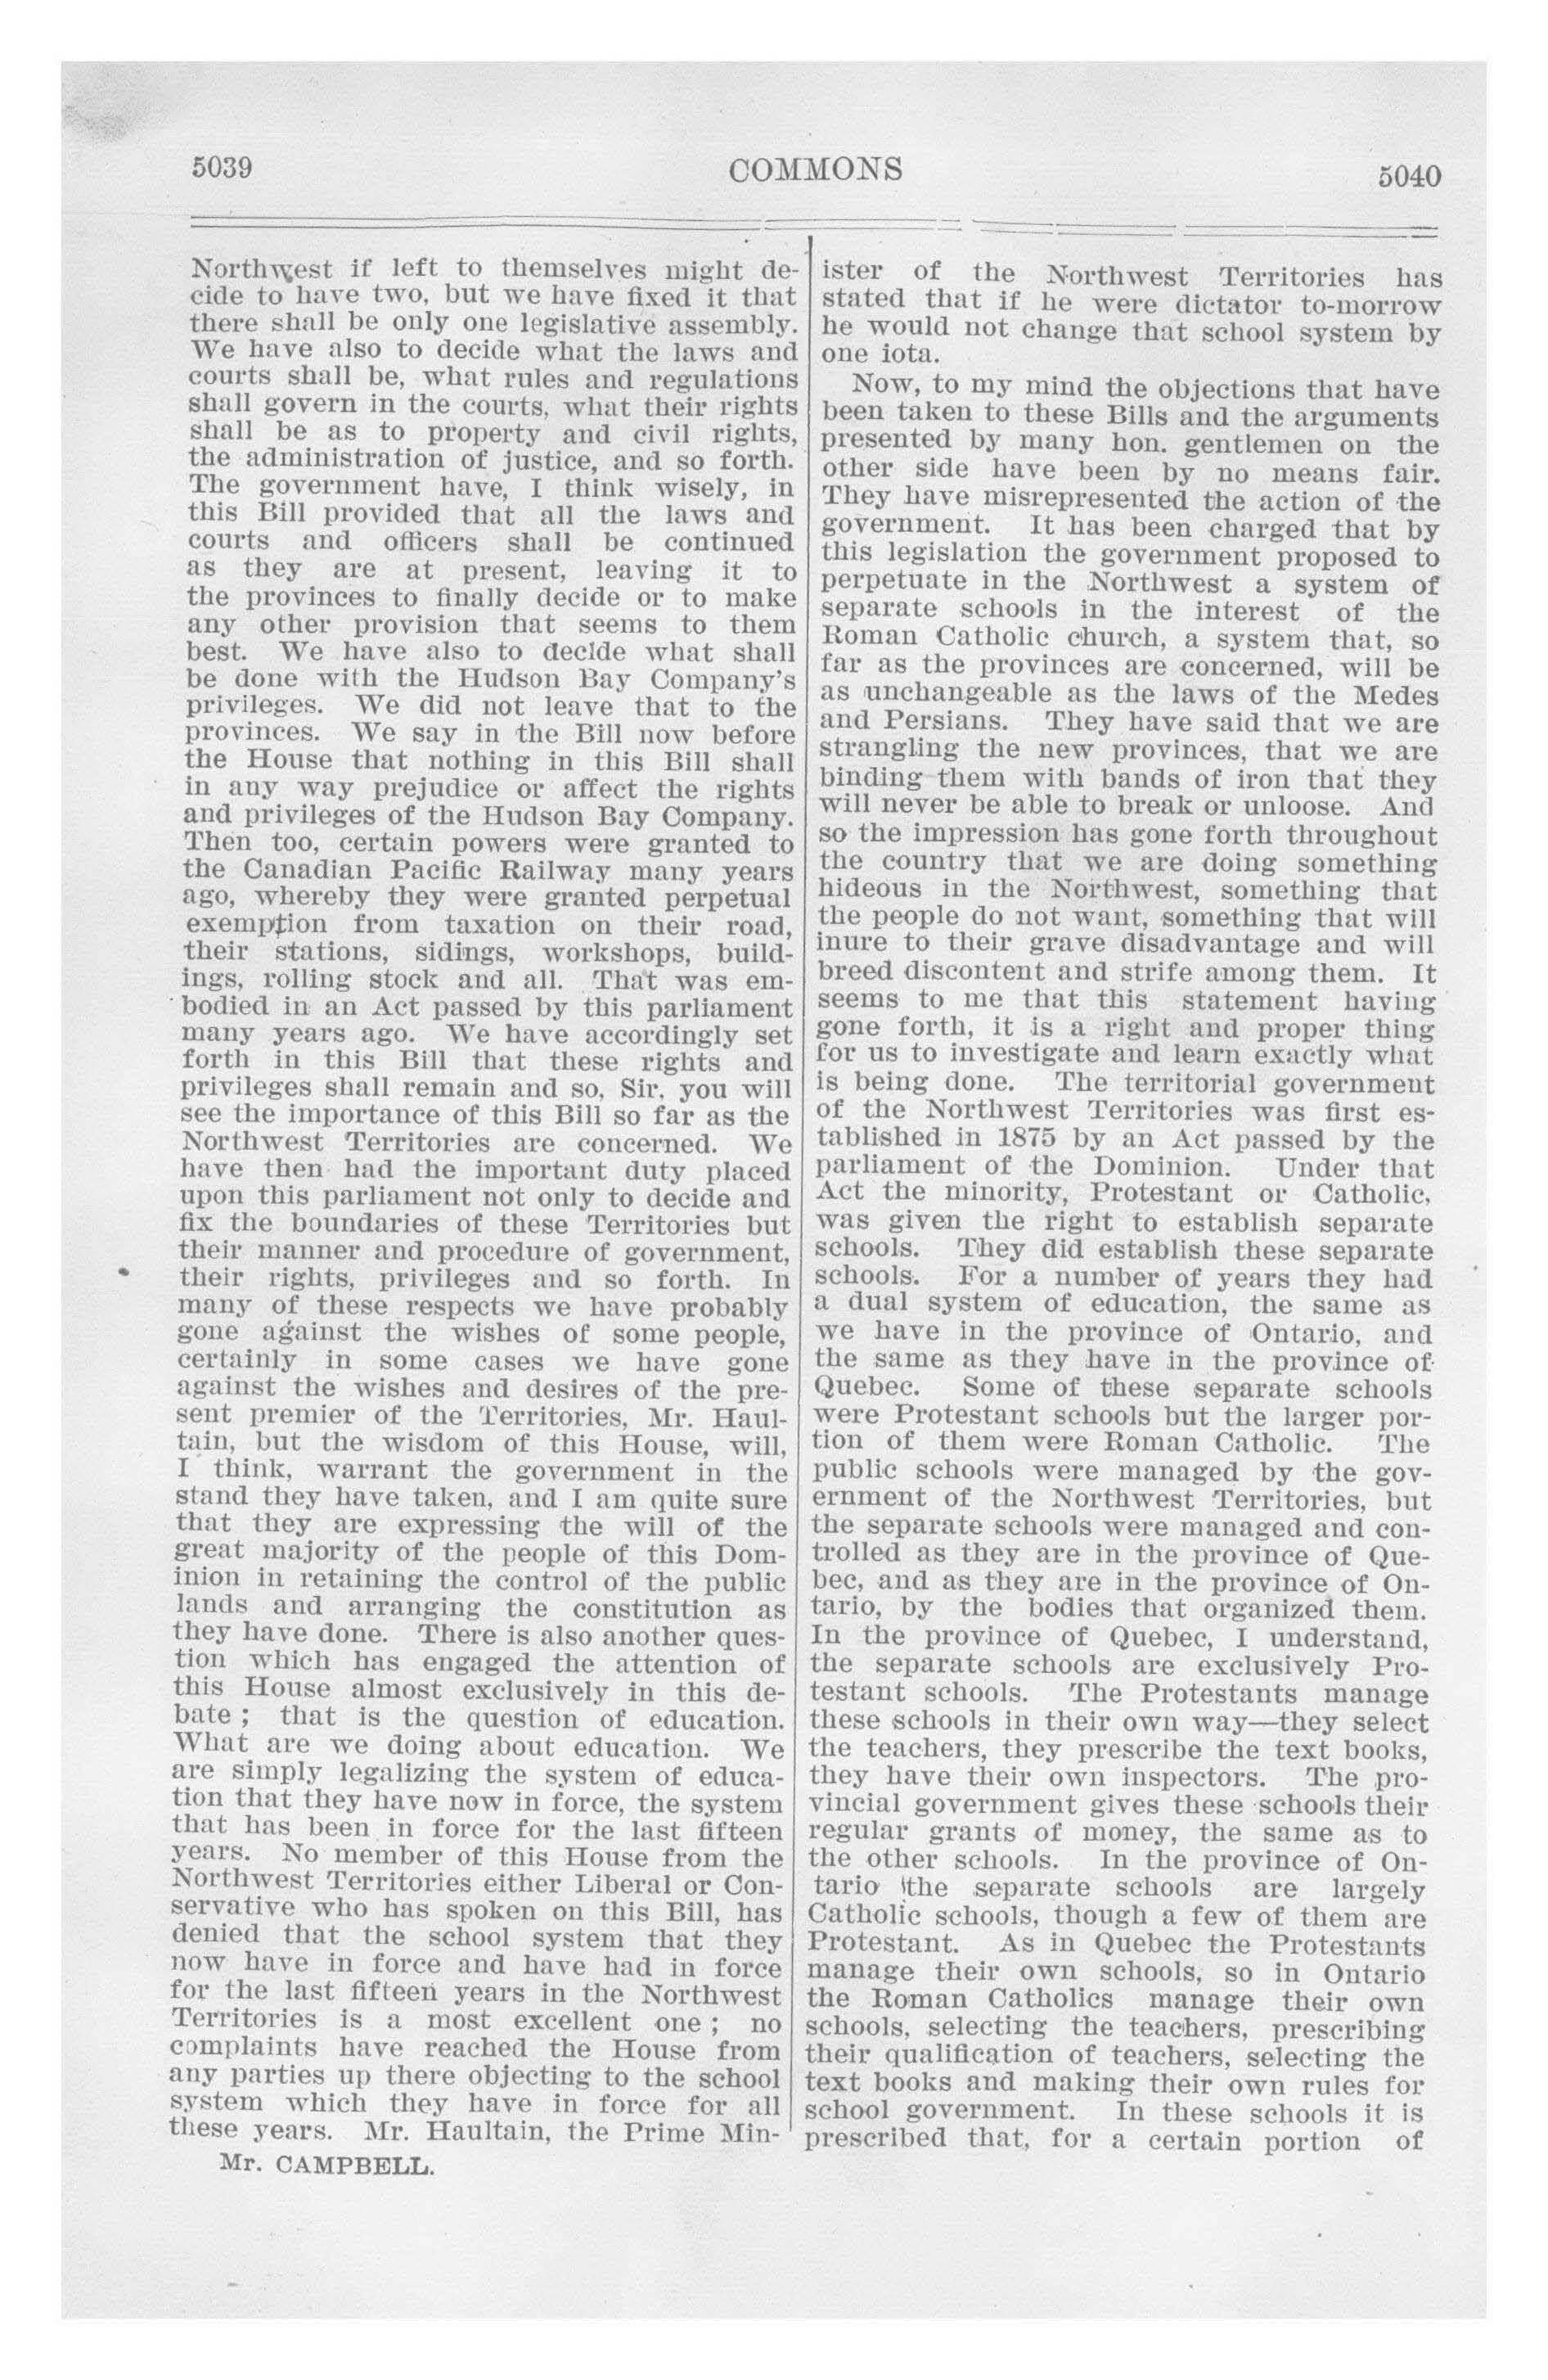 5039
COMMONS
5040
Northwest if left to themselves might de-
cide to have two, but we have fixed it that
there shall be only one legislative assembly.
We have also to decide what the laws and
courts shall be, what rules and regulations
shall govern in the courts, what their rights
shall be as to property and civil rights,
the administration of justice, and so forth.
The government have, I think wisely, in
this Bill provided that all the laws and
courts and officers shall be continued
as they are at present, leaving it to
the provinces to finally decide or to make
any other provision that seems to them
best. We have also to decide what shall
be done with the Hudson Bay Company's
privileges. We did not leave that to the
provinces. We say in the Bill now before
the House that nothing in this Bill shall
in any way prejudice or affect the rights
and privileges of the Hudson Bay Company.
Then too, certain powers were granted to
the Canadian Pacific Railway many years
ago, whereby they were granted perpetual
exemption from taxation on their road,
their stations, sidings, workshops, build-
ings, rolling stock and all. That was em-
bodied in an Act passed by this parliament
many years ago. We have accordingly set
forth in this Bill that these rights and
privileges shall remain and so, Sir, you will
see the importance of this Bill so far as the
Northwest Territories are concerned. We
have then had the important duty placed
upon this parliament not only to decide and
fix the boundaries of these Territories but
their manner and procedure of government,
their rights, privileges and so forth. In
many of these respects we have probably
gone against the wishes of some people,
certainly in some cases we have gone
against the wishes and desires of the pre-
sent premier of the Territories, Mr. Haul-
tain, but the wisdom of this House, will,
I think, warrant the government in the
stand they have taken, and I am quite sure
that they are expressing the will of the
great majority of the people of this Dom-
inion in retaining the control of the public
lands and arranging the constitution as
they have done. There is also another ques-
tion which has engaged the attention of
this House almost exclusively in this de-
bate ; that is the question of education.
What are we doing about education. We
are simply legalizing the system of educa-
tion that they have now in force, the system
that has been in force for the last fifteen
years. No member of this House from the
Northwest Territories either Liberal or Con-
servative who has spoken on this Bill, has
denied that the school system that they
now have in force and have had in force
for the last fifteen years in the Northwest
Territories is a most excellent one ; no
complaints have reached the House from
any parties up there objecting to the school
system which they have in force for all
these years. Mr. Haultain, the Prime Min-
Mr. CAMPBELL.
ister of the Northwest Territories has
stated that if he were dictator to-morrow
he would not change that school system by
one iota.
Now, to my mind the objections that have
been taken to these Bills and the arguments
presented by many hon. gentlemen on the
other side have been by no means fair.
They have misrepresented the action of the
government. It has been charged that by
this legislation the government proposed to
perpetuate in the Northwest a system of
separate schools in the interest of the
Roman Catholic church, a system that, so
far as the provinces are concerned, will be
as unchangeable as the laws of the Medes
and Persians. They have said that we are
strangling the new provinces, that we are
binding them with bands of iron that they
will never be able to break or unloose. And
so the impression has gone forth throughout
the country that we are doing something
hideous in the Northwest, something that
the people do not want, something that will
inure to their grave disadvantage and will
breed discontent and strife among them. It
seems to me that this statement having
gone forth, it is a right and proper thing
for us to investigate and learn exactly what
is being done. The territorial government
of the Northwest Territories was first es-
tablished in 1875 by an Act passed by the
parliament of the Dominion. Under that
Act the minority, Protestant or Catholic,
was given the right to establish separate
schools. They did establish these separate
schools. For a number of years they had
a dual system of education, the same as
we have in the province of Ontario, and
the same as they have in the province of
Quebec. Some of these separate schools
were Protestant schools but the larger por-
tion of them were Roman Catholic. The
public schools were managed by the gov-
ernment of the Northwest Territories, but
the separate schools were managed and con-
trolled as they are in the province of Que-
bec, and as they are in the province of On-
tario, by the bodies that organized them.
In the province of Quebec, I understand,
the separate schools are exclusively Pro-
testant schools. The Protestants manage
these schools in their own way—they select
the teachers, they prescribe the text books,
they have their own inspectors. The pro-
vincial government gives these schools their
regular grants of money, the same as to
the other schools. In the province of On-
tario the separate schools are largely
Catholic schools, though a few of them are
Protestant. As in Quebec the Protestants
manage their own schools, so in Ontario
the Roman Catholics manage their own
schools, selecting the teachers, prescribing
their qualification of teachers, selecting the
text books and making their own rules for
school government. In these schools it is
prescribed that, for a certain portion of